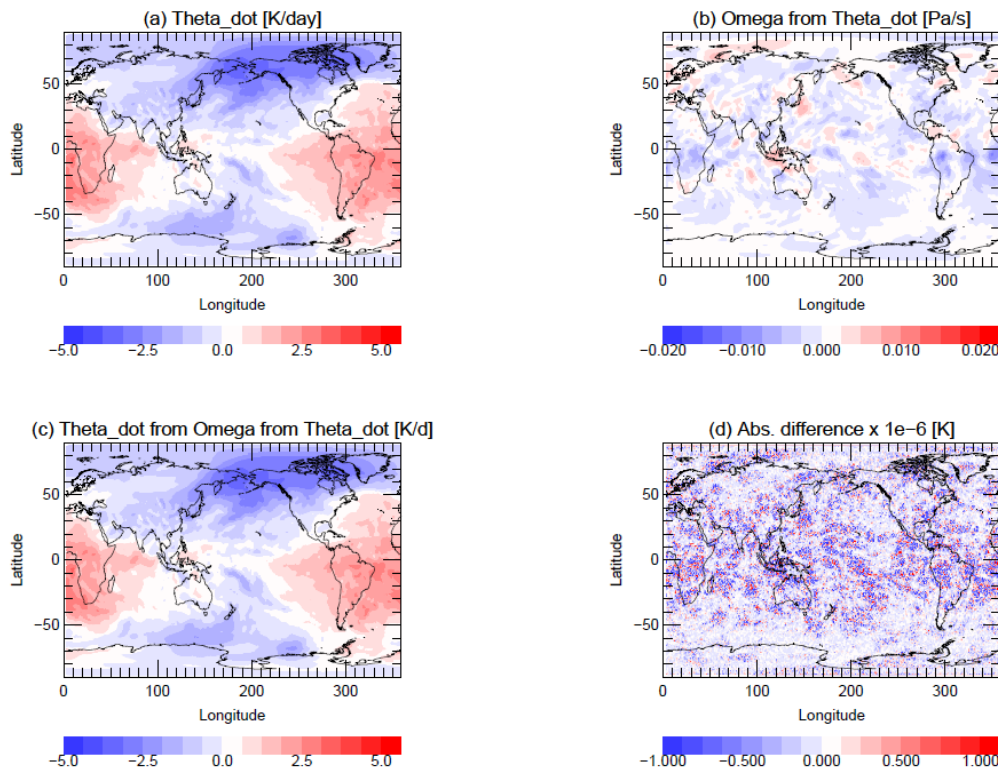 (a) Theta_dot [K/day]
50
0
−50
Latitude
0 100 200 300
Longitude
−5.0 −2.5 0.0 2.5 5.0
(b) Omega from Theta_dot [Pa/s]
50
0
−50
Latitude
0 100 200 300
Longitude
−0.020 −0.010 0.000 0.010 0.020
(c) Theta_dot from Omega from Theta_dot [K/d]
50
0
−50
Latitude
0 100 200 300
Longitude
−5.0 −2.5 0.0 2.5 5.0
(d) Abs. difference x 1e−6 [K]
50
0
−50
Latitude
0 100 200 300
Longitude
−1.000 −0.500 0.000 0.500 1.000